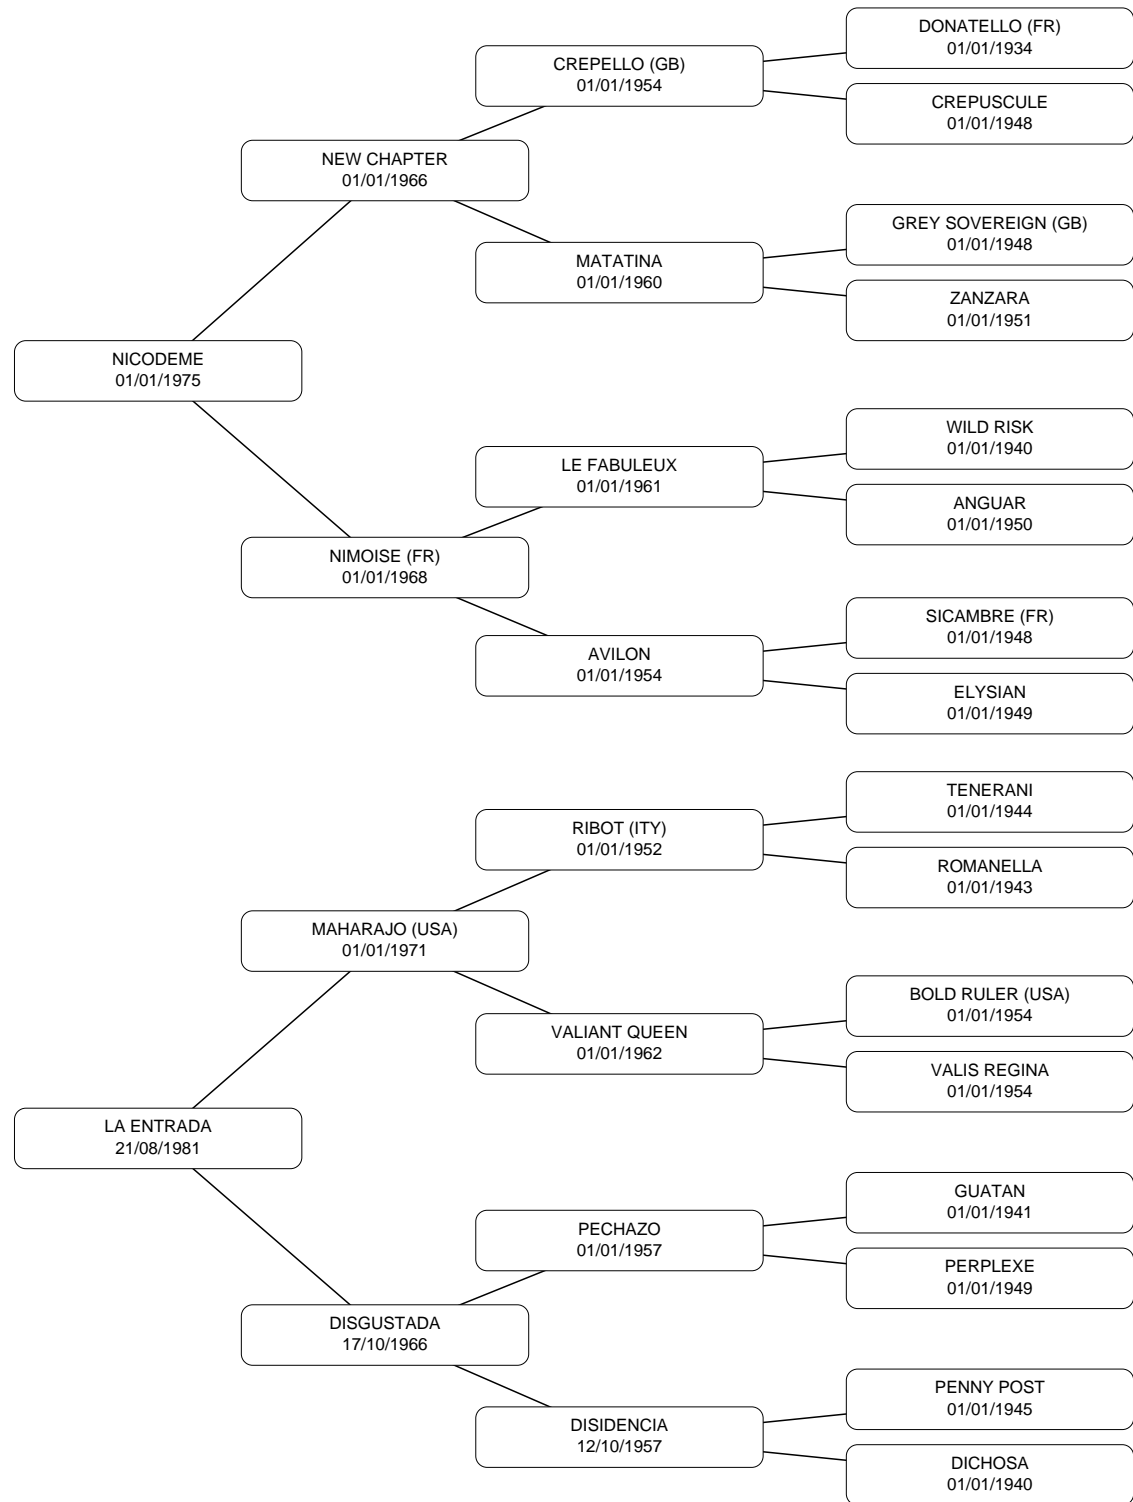 DONATELLO (FR)
01/01/1934
CREPELLO (GB)
01/01/1954
CREPUSCULE
01/01/1948
NEW CHAPTER
01/01/1966
GREY SOVEREIGN (GB)
01/01/1948
MATATINA
01/01/1960
ZANZARA
01/01/1951
NICODEME
01/01/1975
WILD RISK
01/01/1940
LE FABULEUX
01/01/1961
ANGUAR
01/01/1950
NIMOISE (FR)
01/01/1968
SICAMBRE (FR)
01/01/1948
AVILON
01/01/1954
ELYSIAN
01/01/1949
TENERANI
01/01/1944
RIBOT (ITY)
01/01/1952
ROMANELLA
01/01/1943
MAHARAJO (USA)
01/01/1971
BOLD RULER (USA)
01/01/1954
VALIANT QUEEN
01/01/1962
VALIS REGINA
01/01/1954
LA ENTRADA
21/08/1981
GUATAN
01/01/1941
PECHAZO
01/01/1957
PERPLEXE
01/01/1949
DISGUSTADA
17/10/1966
PENNY POST
01/01/1945
DISIDENCIA
12/10/1957
DICHOSA
01/01/1940